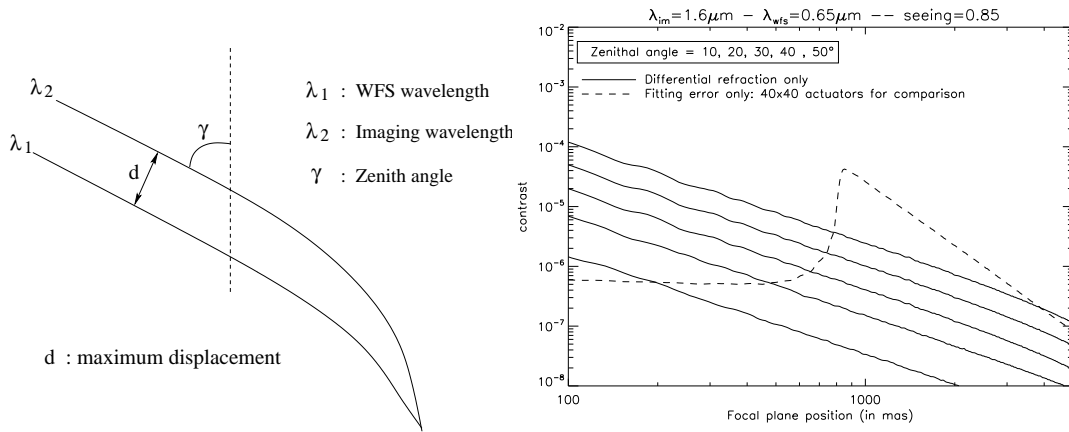 λ₂
λ₁
γ
d
λ₁ : WFS wavelength
λ₂ : Imaging wavelength
γ : Zenith angle
d : maximum displacement
λim=1.6μm − λwfs=0.65μm −− seeing=0.85
Zenithal angle = 10, 20, 30, 40 , 50°
Differential refraction only
Fitting error only: 40x40 actuators for comparison
contrast
10⁻²
10⁻³
10⁻⁴
10⁻⁵
10⁻⁶
10⁻⁷
10⁻⁸
100
1000
Focal plane position (in mas)